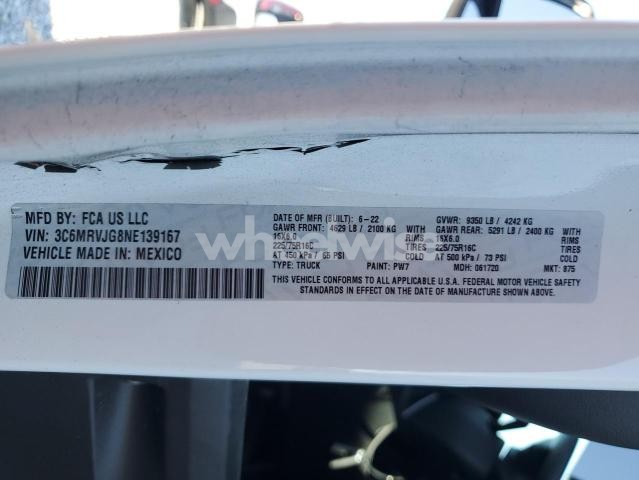 MFD BY: FCA US LLC
VIN: 3C6MRVJG8NE139167
VEHICLE MADE IN: MEXICO
DATE OF MFR (BUILT): 6-22
GAWR FRONT: 4629 LB / 2100 KG
16X6.0 RIMS
225/75R16C TIRES
AT 450 kPa / 65 PSI COLD
TYPE: TRUCK PAINT: PW7
GVWR: 9350 LB / 4242 KG
GAWR REAR: 5291 LB / 2400 KG
16X6.0
225/75R16C
AT 500 kPa / 73 PSI
MDH: 061720 MKT: 875
THIS VEHICLE CONFORMS TO ALL APPLICABLE U.S.A. FEDERAL MOTOR VEHICLE SAFETY
STANDARDS IN EFFECT ON THE DATE OF MANUFACTURE SHOWN ABOVE.